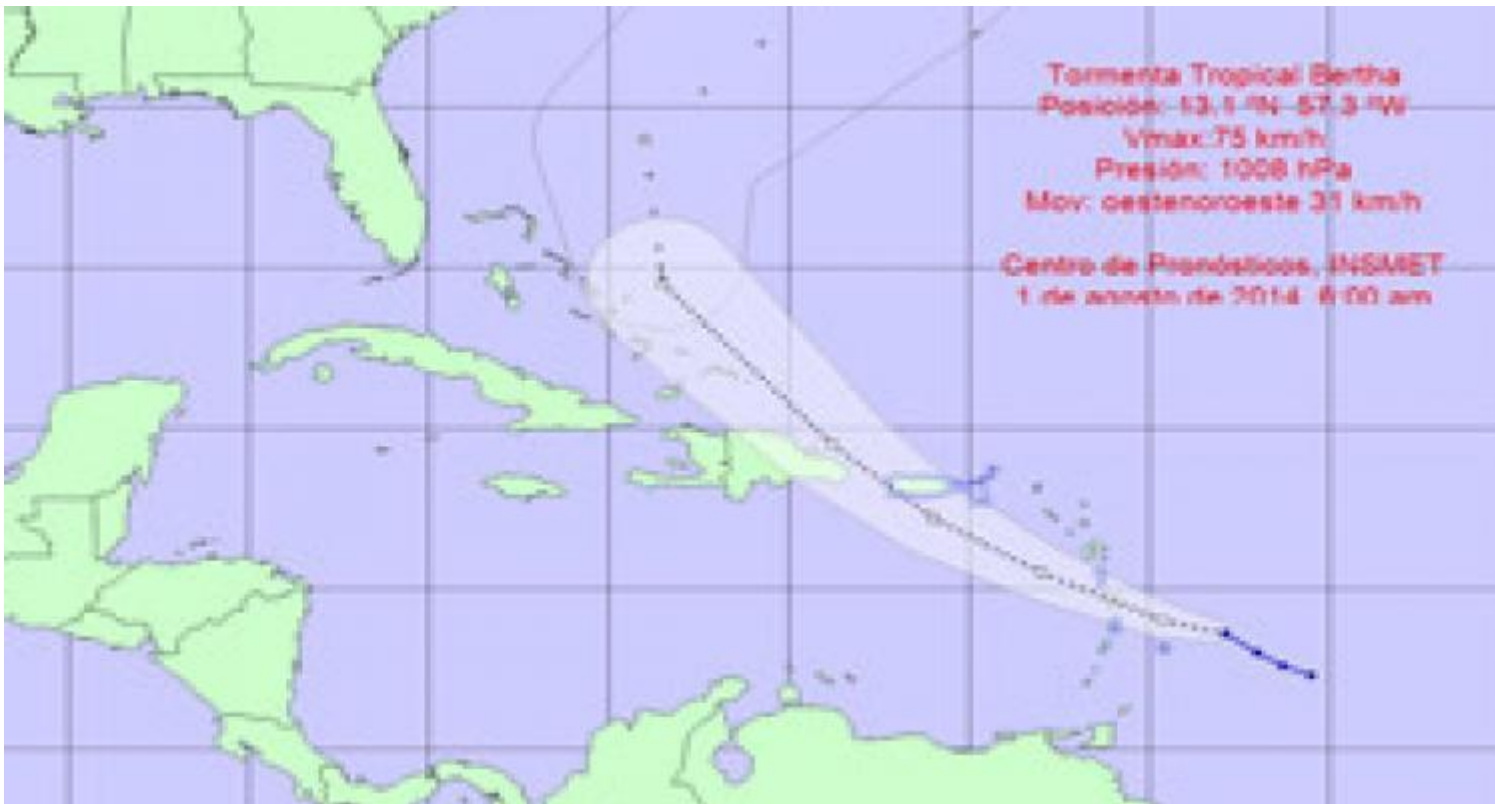 Tormenta Tropical Bertha
Posición: 13.1 ºN 57.3 ºW
Vmax:75 km/h
Presión: 1008 hPa
Mov: oestenoroeste 31 km/h
Centro de Pronósticos, INSMET
1 de agosto de 2014 6:00 am